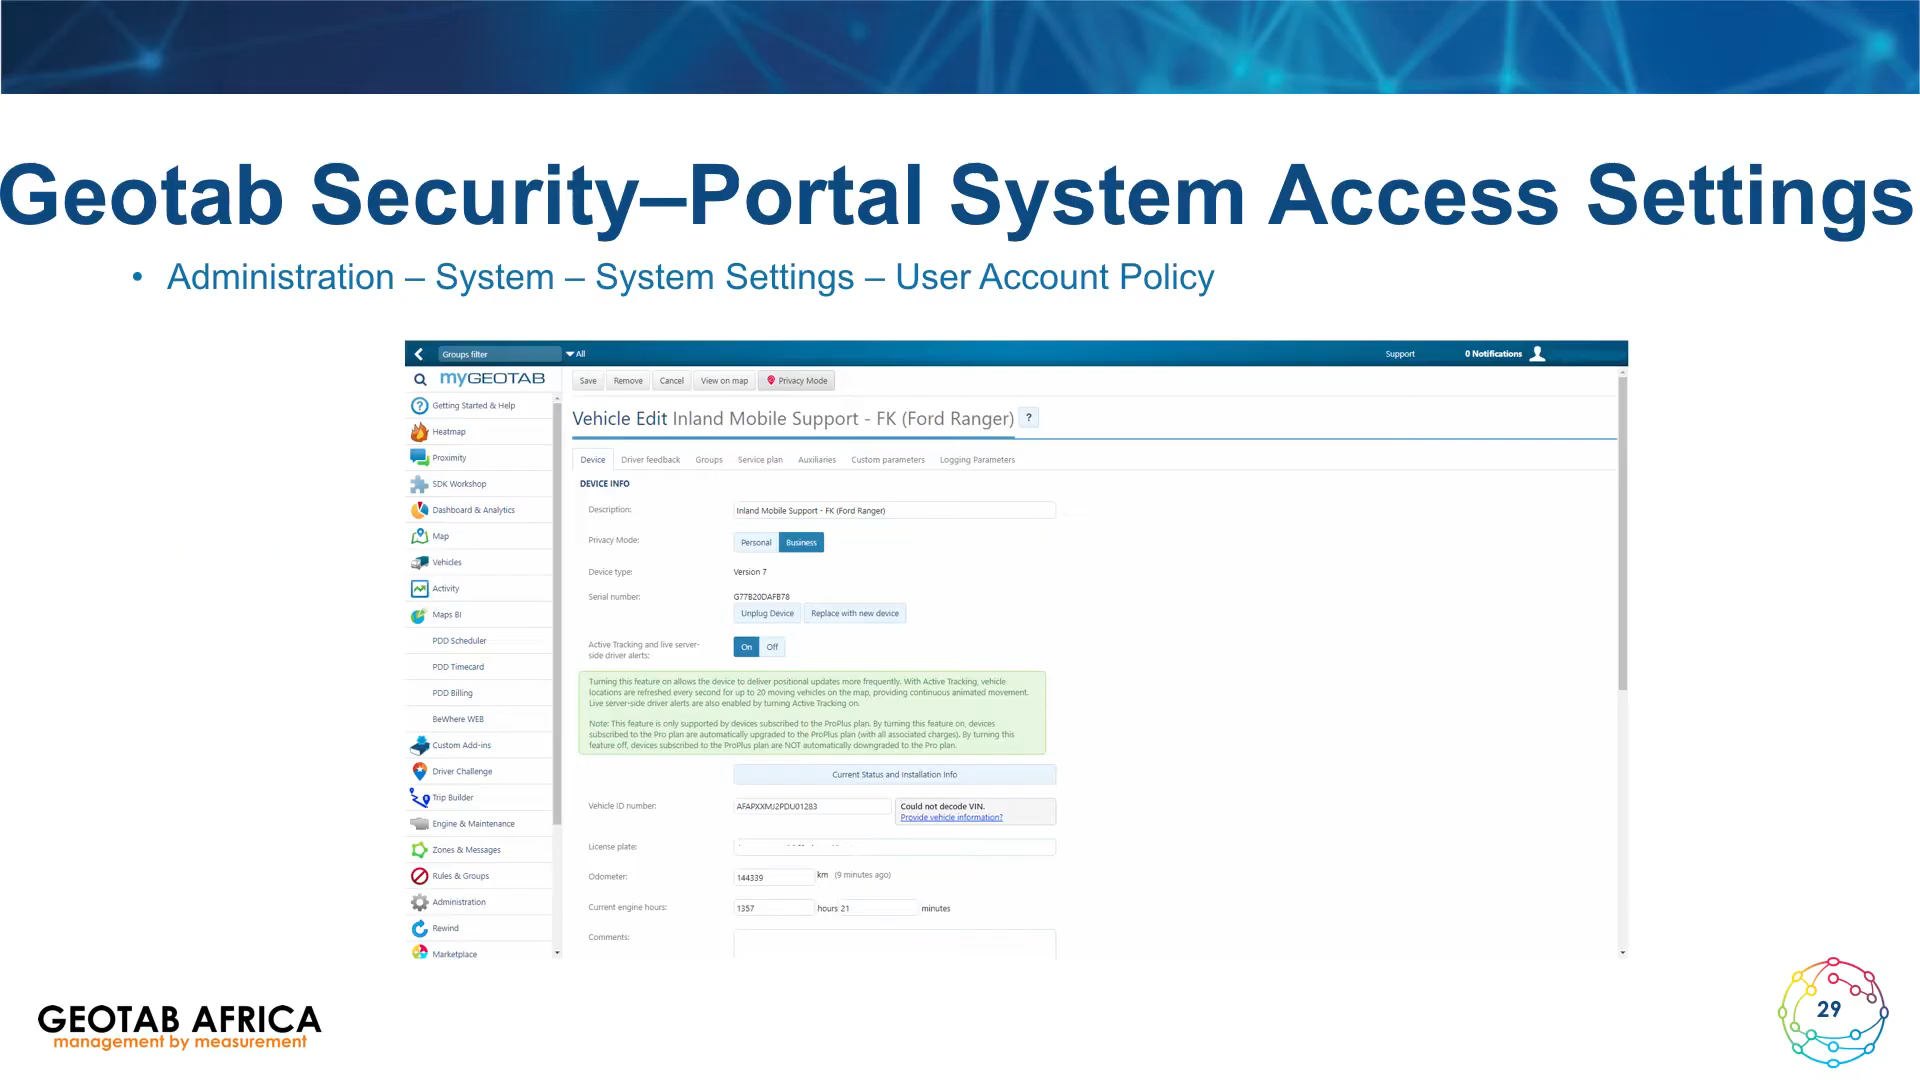 Geotab Security–Portal System Access Settings
• Administration – System – System Settings – User Account Policy
Groups filter
All
Support
0 Notifications
myGEOTAB
Getting Started & Help
Heatmap
Proximity
SDK Workshop
Dashboard & Analytics
Map
Vehicles
Activity
Maps BI
PDD Scheduler
PDD Timecard
PDD Billing
BeWhere WEB
Custom Add-ins
Driver Challenge
Trip Builder
Engine & Maintenance
Zones & Messages
Rules & Groups
Administration
Rewind
Marketplace
Save Remove Cancel View on map Privacy Mode
Vehicle Edit Inland Mobile Support - FK (Ford Ranger) ?
Device Driver feedback Groups Service plan Auxiliaries Custom parameters Logging Parameters
DEVICE INFO
Description: Inland Mobile Support - FK (Ford Ranger)
Privacy Mode: Personal Business
Device type: Version 7
Serial number: G77B20DAFB78
Unplug Device Replace with new device
Active Tracking and live server-
side driver alerts:
On Off
Turning this feature on allows the device to deliver positional updates more frequently. With Active Tracking, vehicle
locations are refreshed every second for up to 20 moving vehicles on the map, providing continuous animated movement.
Live server-side driver alerts are also enabled by turning Active Tracking on.
Note: This feature is only supported by devices subscribed to the ProPlus plan. By turning this feature on, devices
subscribed to the Pro plan are automatically upgraded to the ProPlus plan (with all associated charges). By turning this
feature off, devices subscribed to the ProPlus plan are NOT automatically downgraded to the Pro plan.
Current Status and Installation Info
Vehicle ID number: AFAPXXMJ2PDU01283
Could not decode VIN.
Provide vehicle information?
License plate:
Odometer: 144339 km (9 minutes ago)
Current engine hours: 1357 hours 21 minutes
Comments:
GEOTAB AFRICA
management by measurement
29